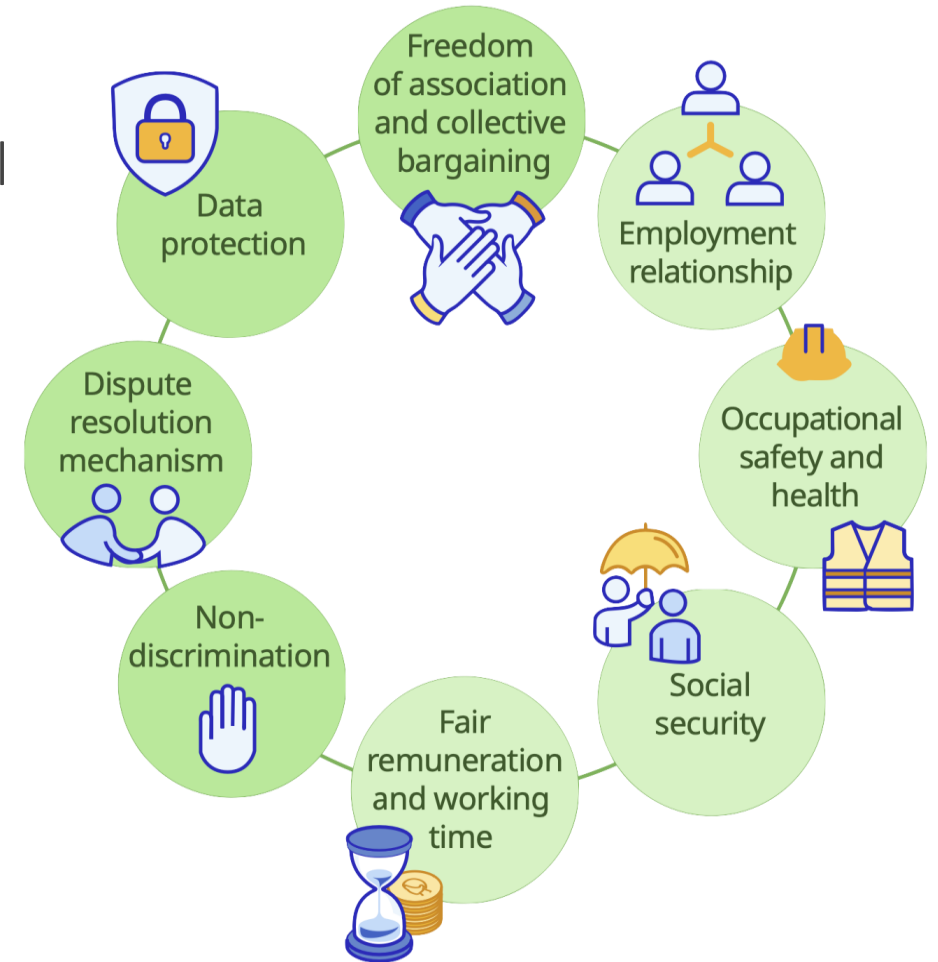 Freedom
of association
and collective
bargaining
Employment
relationship
Occupational
safety and
health
Social
security
Fair
remuneration
and working
time
Non-
discrimination
Dispute
resolution
mechanism
Data
protection